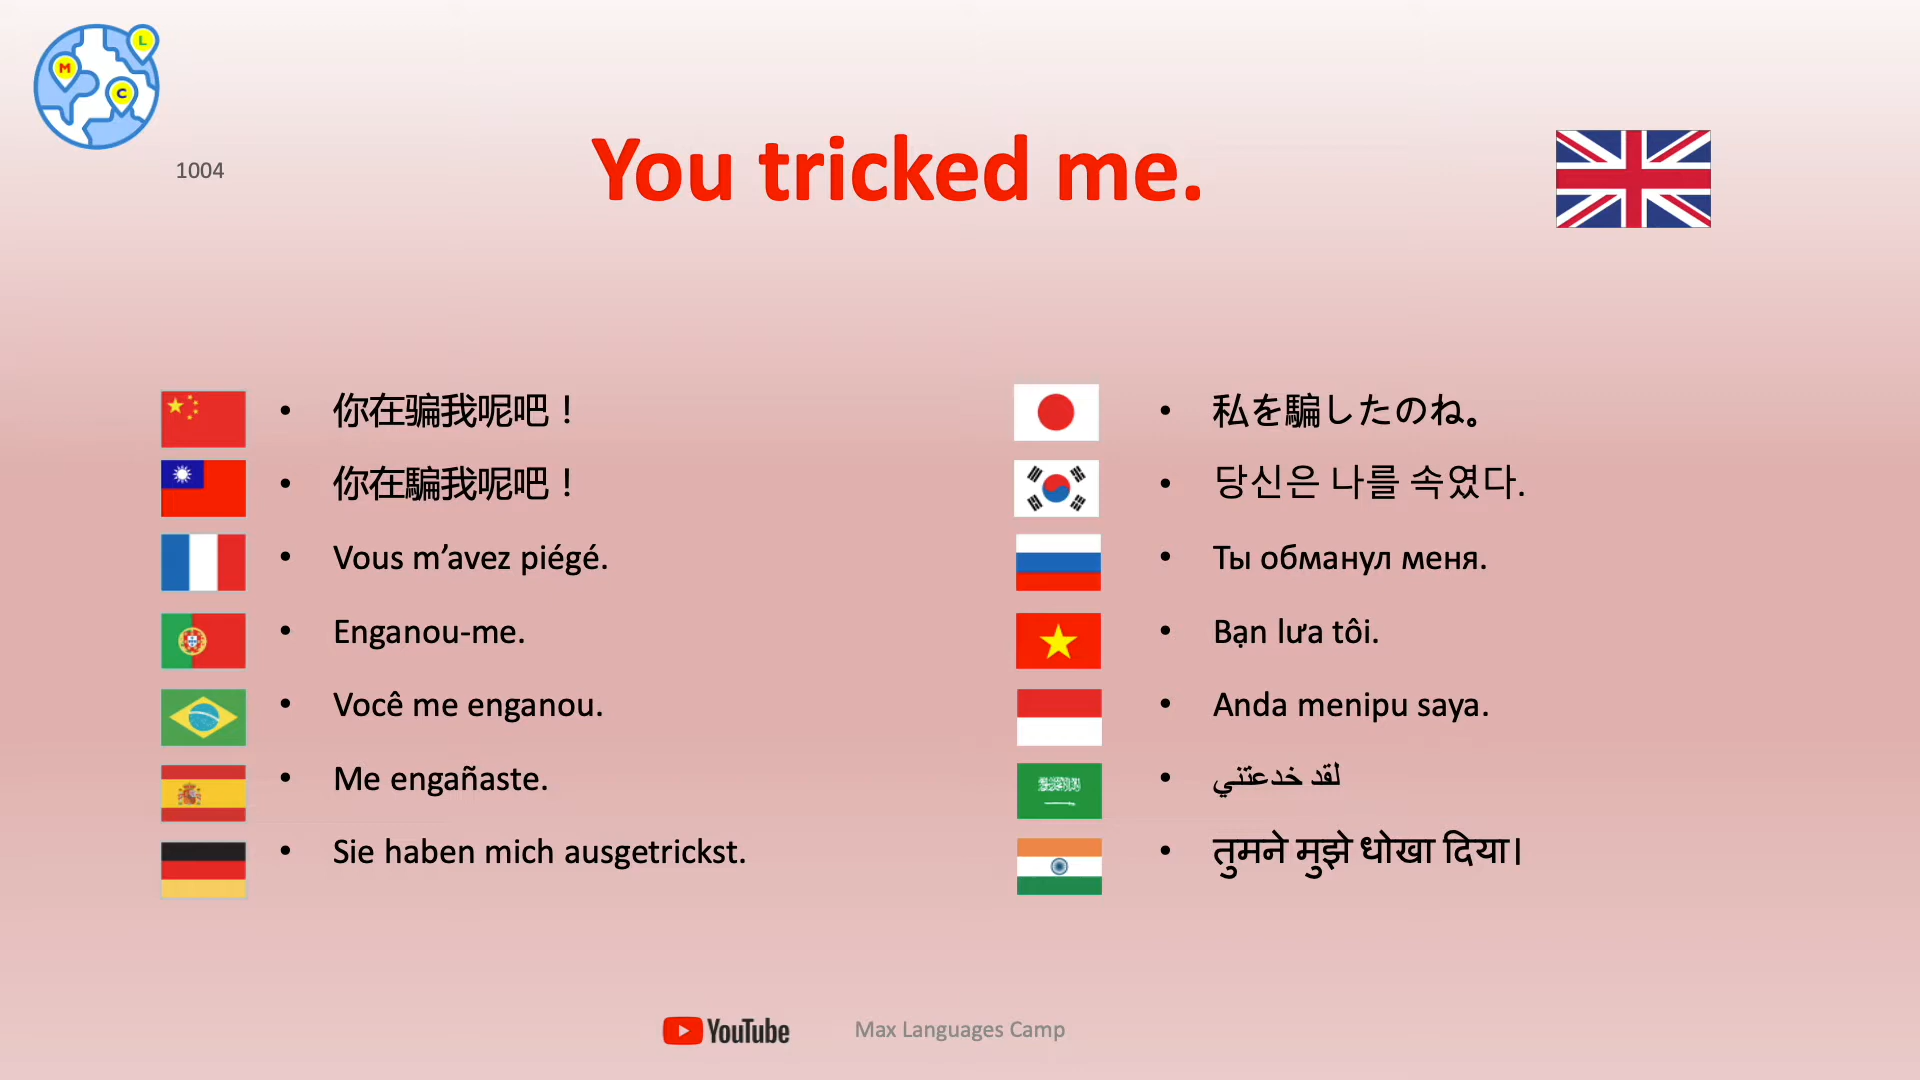 L
M
C
1004
You tricked me.
你在骗我呢吧！
你在騙我呢吧！
Vous m’avez piégé.
Enganou-me.
Você me enganou.
Me engañaste.
Sie haben mich ausgetrickst.
私を騙したのね。
당신은 나를 속였다.
Ты обманул меня.
Bạn lưa tôi.
Anda menipu saya.
لقد خدعتني
तुमने मुझे धोखा दिया।
YouTube
Max Languages Camp